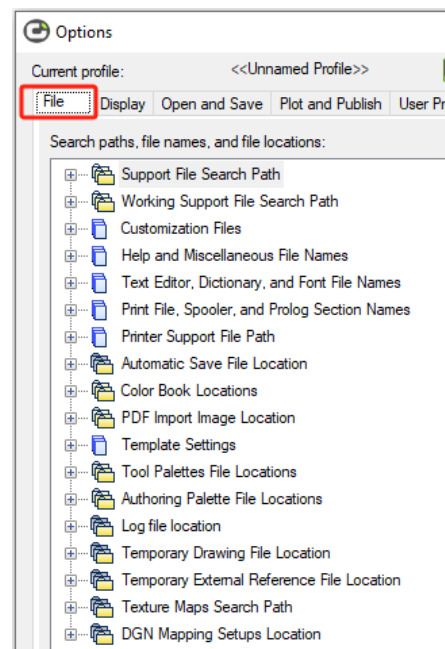 Options
Current profile: <<Unnamed Profile>>
File Display Open and Save Plot and Publish User Pr
Search paths, file names, and file locations:
Support File Search Path
Working Support File Search Path
Customization Files
Help and Miscellaneous File Names
Text Editor, Dictionary, and Font File Names
Print File, Spooler, and Prolog Section Names
Printer Support File Path
Automatic Save File Location
Color Book Locations
PDF Import Image Location
Template Settings
Tool Palettes File Locations
Authoring Palette File Locations
Log file location
Temporary Drawing File Location
Temporary External Reference File Location
Texture Maps Search Path
DGN Mapping Setups Location